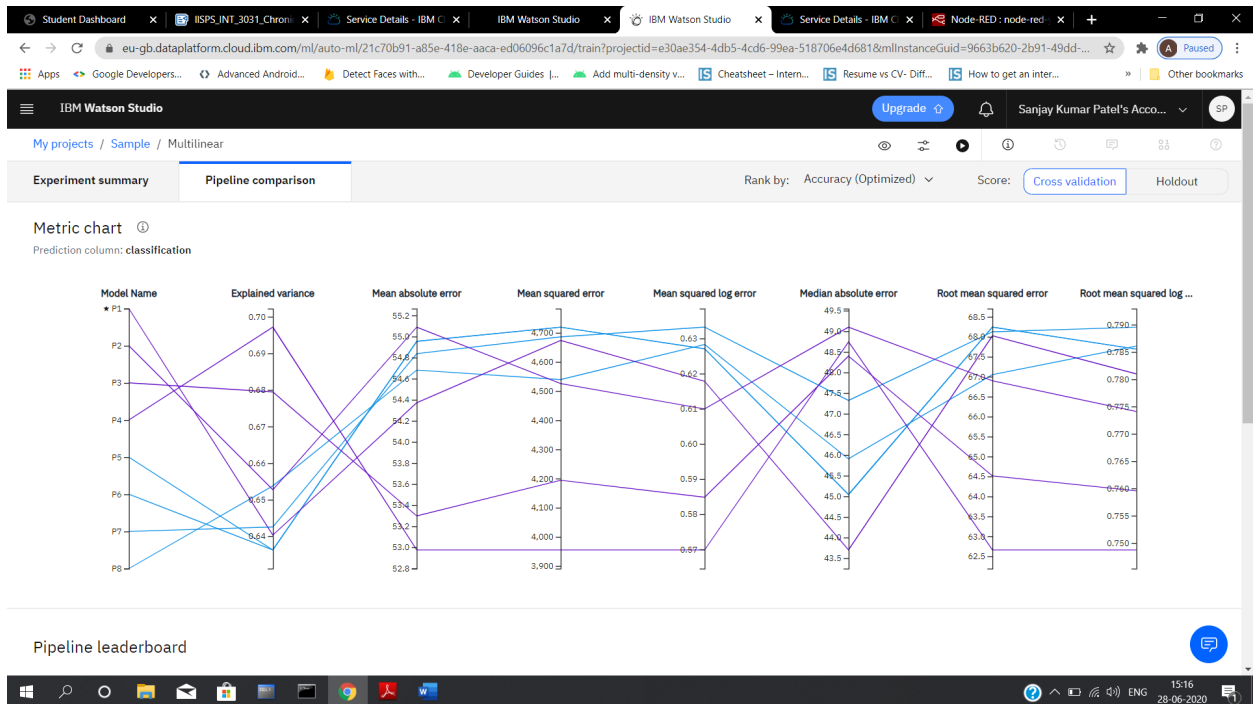 Student Dashboard
IISPS_INT_3031_Chroni
Service Details - IBM C
IBM Watson Studio
IBM Watson Studio
Service Details - IBM C
Node-RED : node-red-
eu-gb.dataplatform.cloud.ibm.com/ml/auto-ml/21c70b91-a85e-418e-aaca-ed06096c1a7d/train?projectid=e30ae354-4db5-4cd6-99ea-518706e4d681&mlInstanceGuid=9663b620-2b91-49dd-...
A Paused
Apps Google Developers... Advanced Android... Detect Faces with... Developer Guides |... Add multi-density v... Cheatsheet – Intern... Resume vs CV- Diff... How to get an inter... » Other bookmarks
IBM Watson Studio
Upgrade
Sanjay Kumar Patel's Acco...
SP
My projects / Sample / Multilinear
Experiment summary
Pipeline comparison
Rank by: Accuracy (Optimized)
Score: Cross validation Holdout
Metric chart
Prediction column: classification
Model Name
★ P1
P2
P3
P4
P5
P6
P7
P8
Explained variance
0.70
0.69
0.68
0.67
0.66
0.65
0.64
Mean absolute error
55.2
55.0
54.8
54.6
54.4
54.2
54.0
53.8
53.6
53.4
53.2
53.0
52.8
Mean squared error
4,700
4,600
4,500
4,400
4,300
4,200
4,100
4,000
3,900
Mean squared log error
0.63
0.62
0.61
0.60
0.59
0.58
0.57
Median absolute error
49.5
49.0
48.5
48.0
47.5
47.0
46.5
46.0
45.5
45.0
44.5
44.0
43.5
Root mean squared error
68.5
68.0
67.5
67.0
66.5
66.0
65.5
65.0
64.5
64.0
63.5
63.0
62.5
Root mean squared log ...
0.790
0.785
0.780
0.775
0.770
0.765
0.760
0.755
0.750
Pipeline leaderboard
ENG
15:16
28-06-2020